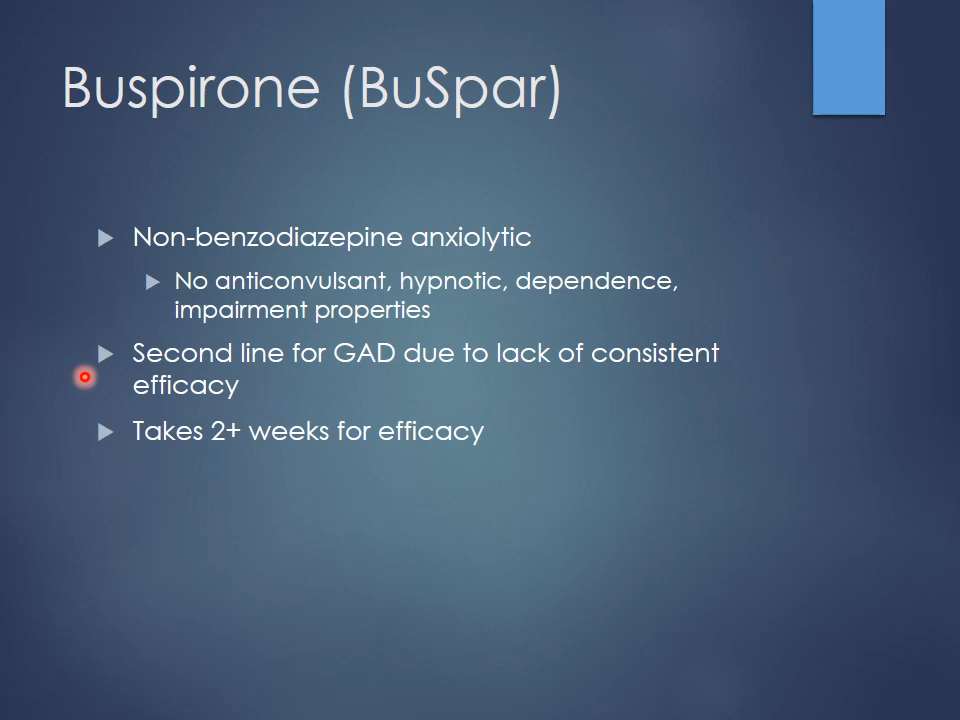 Buspirone (BuSpar)
Non-benzodiazepine anxiolytic
No anticonvulsant, hypnotic, dependence,
impairment properties
Second line for GAD due to lack of consistent
efficacy
Takes 2+ weeks for efficacy